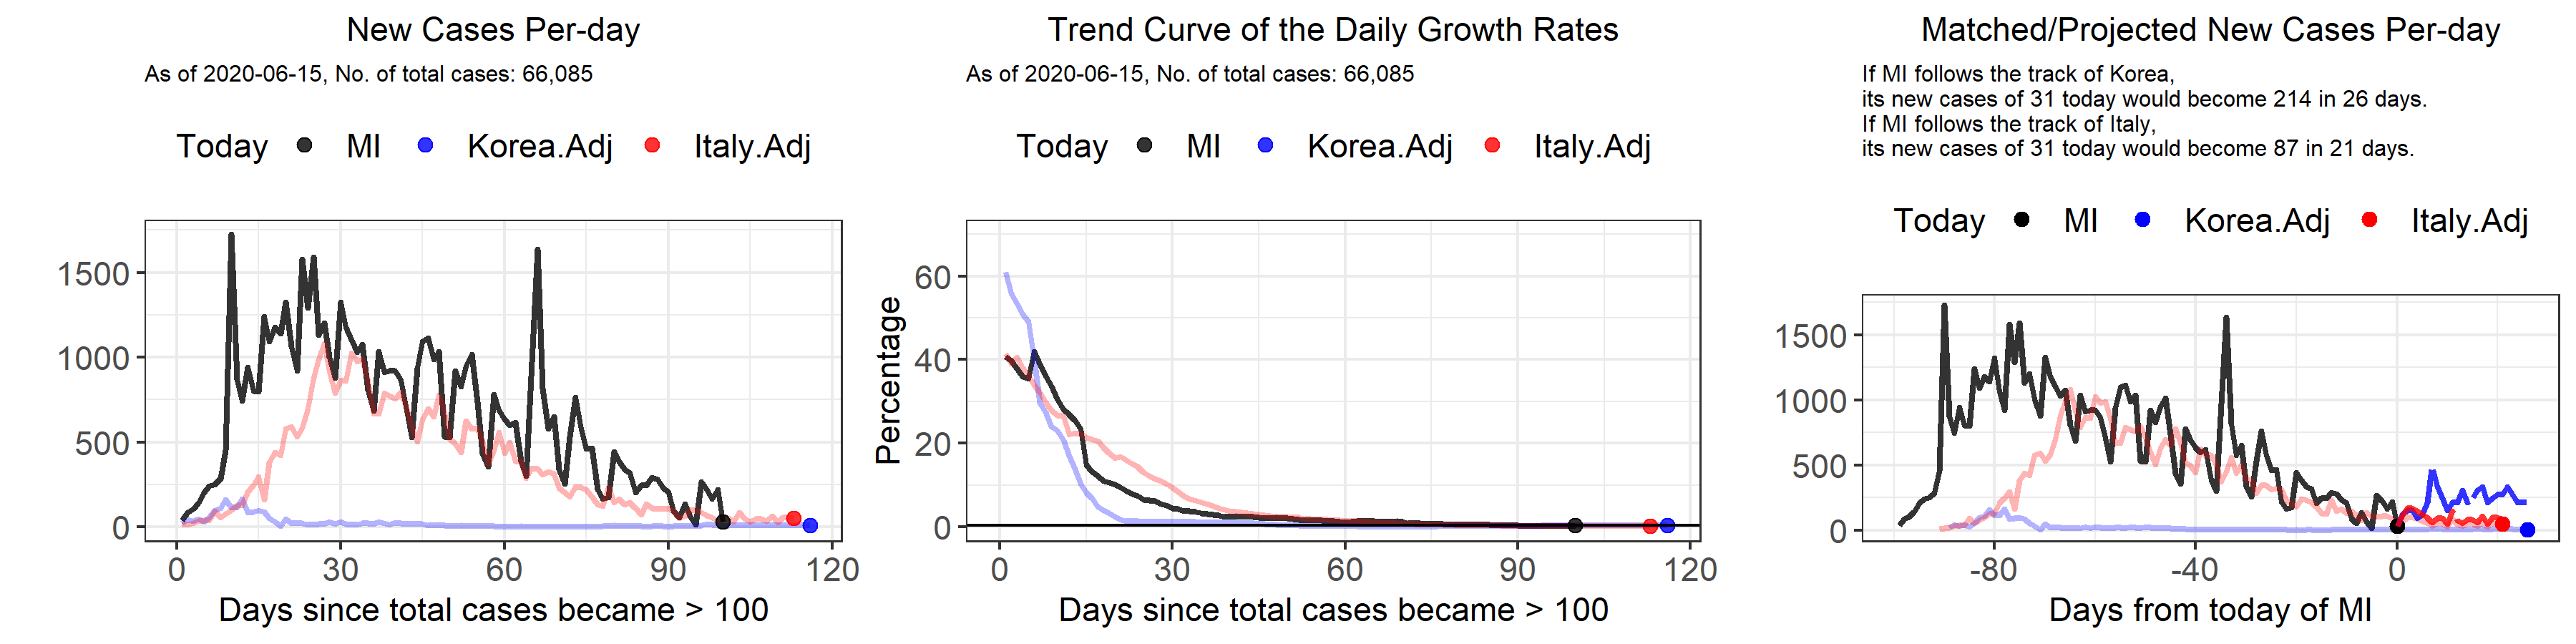 New Cases Per-day
As of 2020-06-15, No. of total cases: 66,085
Today MI Korea.Adj Italy.Adj
1500
1000
500
0
0 30 60 90 120
Days since total cases became > 100
Trend Curve of the Daily Growth Rates
As of 2020-06-15, No. of total cases: 66,085
Today MI Korea.Adj Italy.Adj
Percentage
60
40
20
0
0 30 60 90 120
Days since total cases became > 100
Matched/Projected New Cases Per-day
If MI follows the track of Korea,
its new cases of 31 today would become 214 in 26 days.
If MI follows the track of Italy,
its new cases of 31 today would become 87 in 21 days.
Today MI Korea.Adj Italy.Adj
1500
1000
500
0
-80 -40 0
Days from today of MI